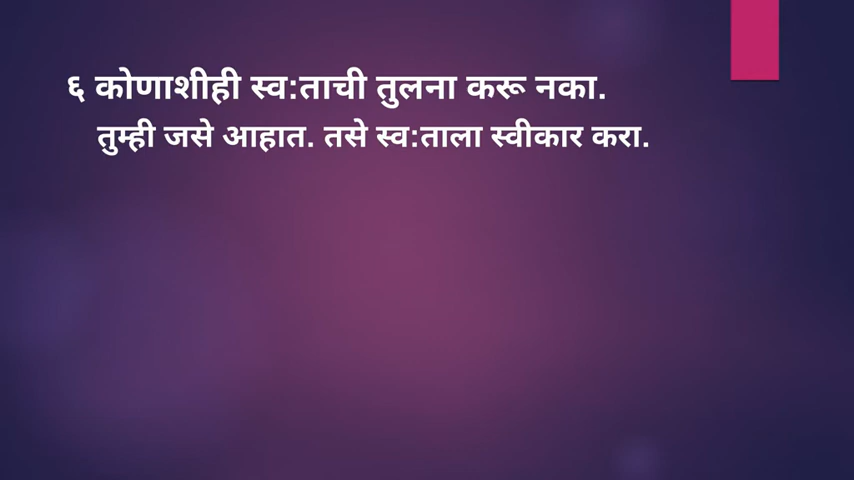 ६ कोणाशीही स्व:ताची तुलना करू नका.
तुम्ही जसे आहात. तसे स्व:ताला स्वीकार करा.